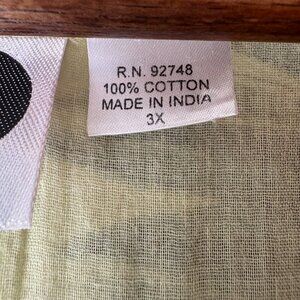 R.N. 92748
100% COTTON
MADE IN INDIA
3X